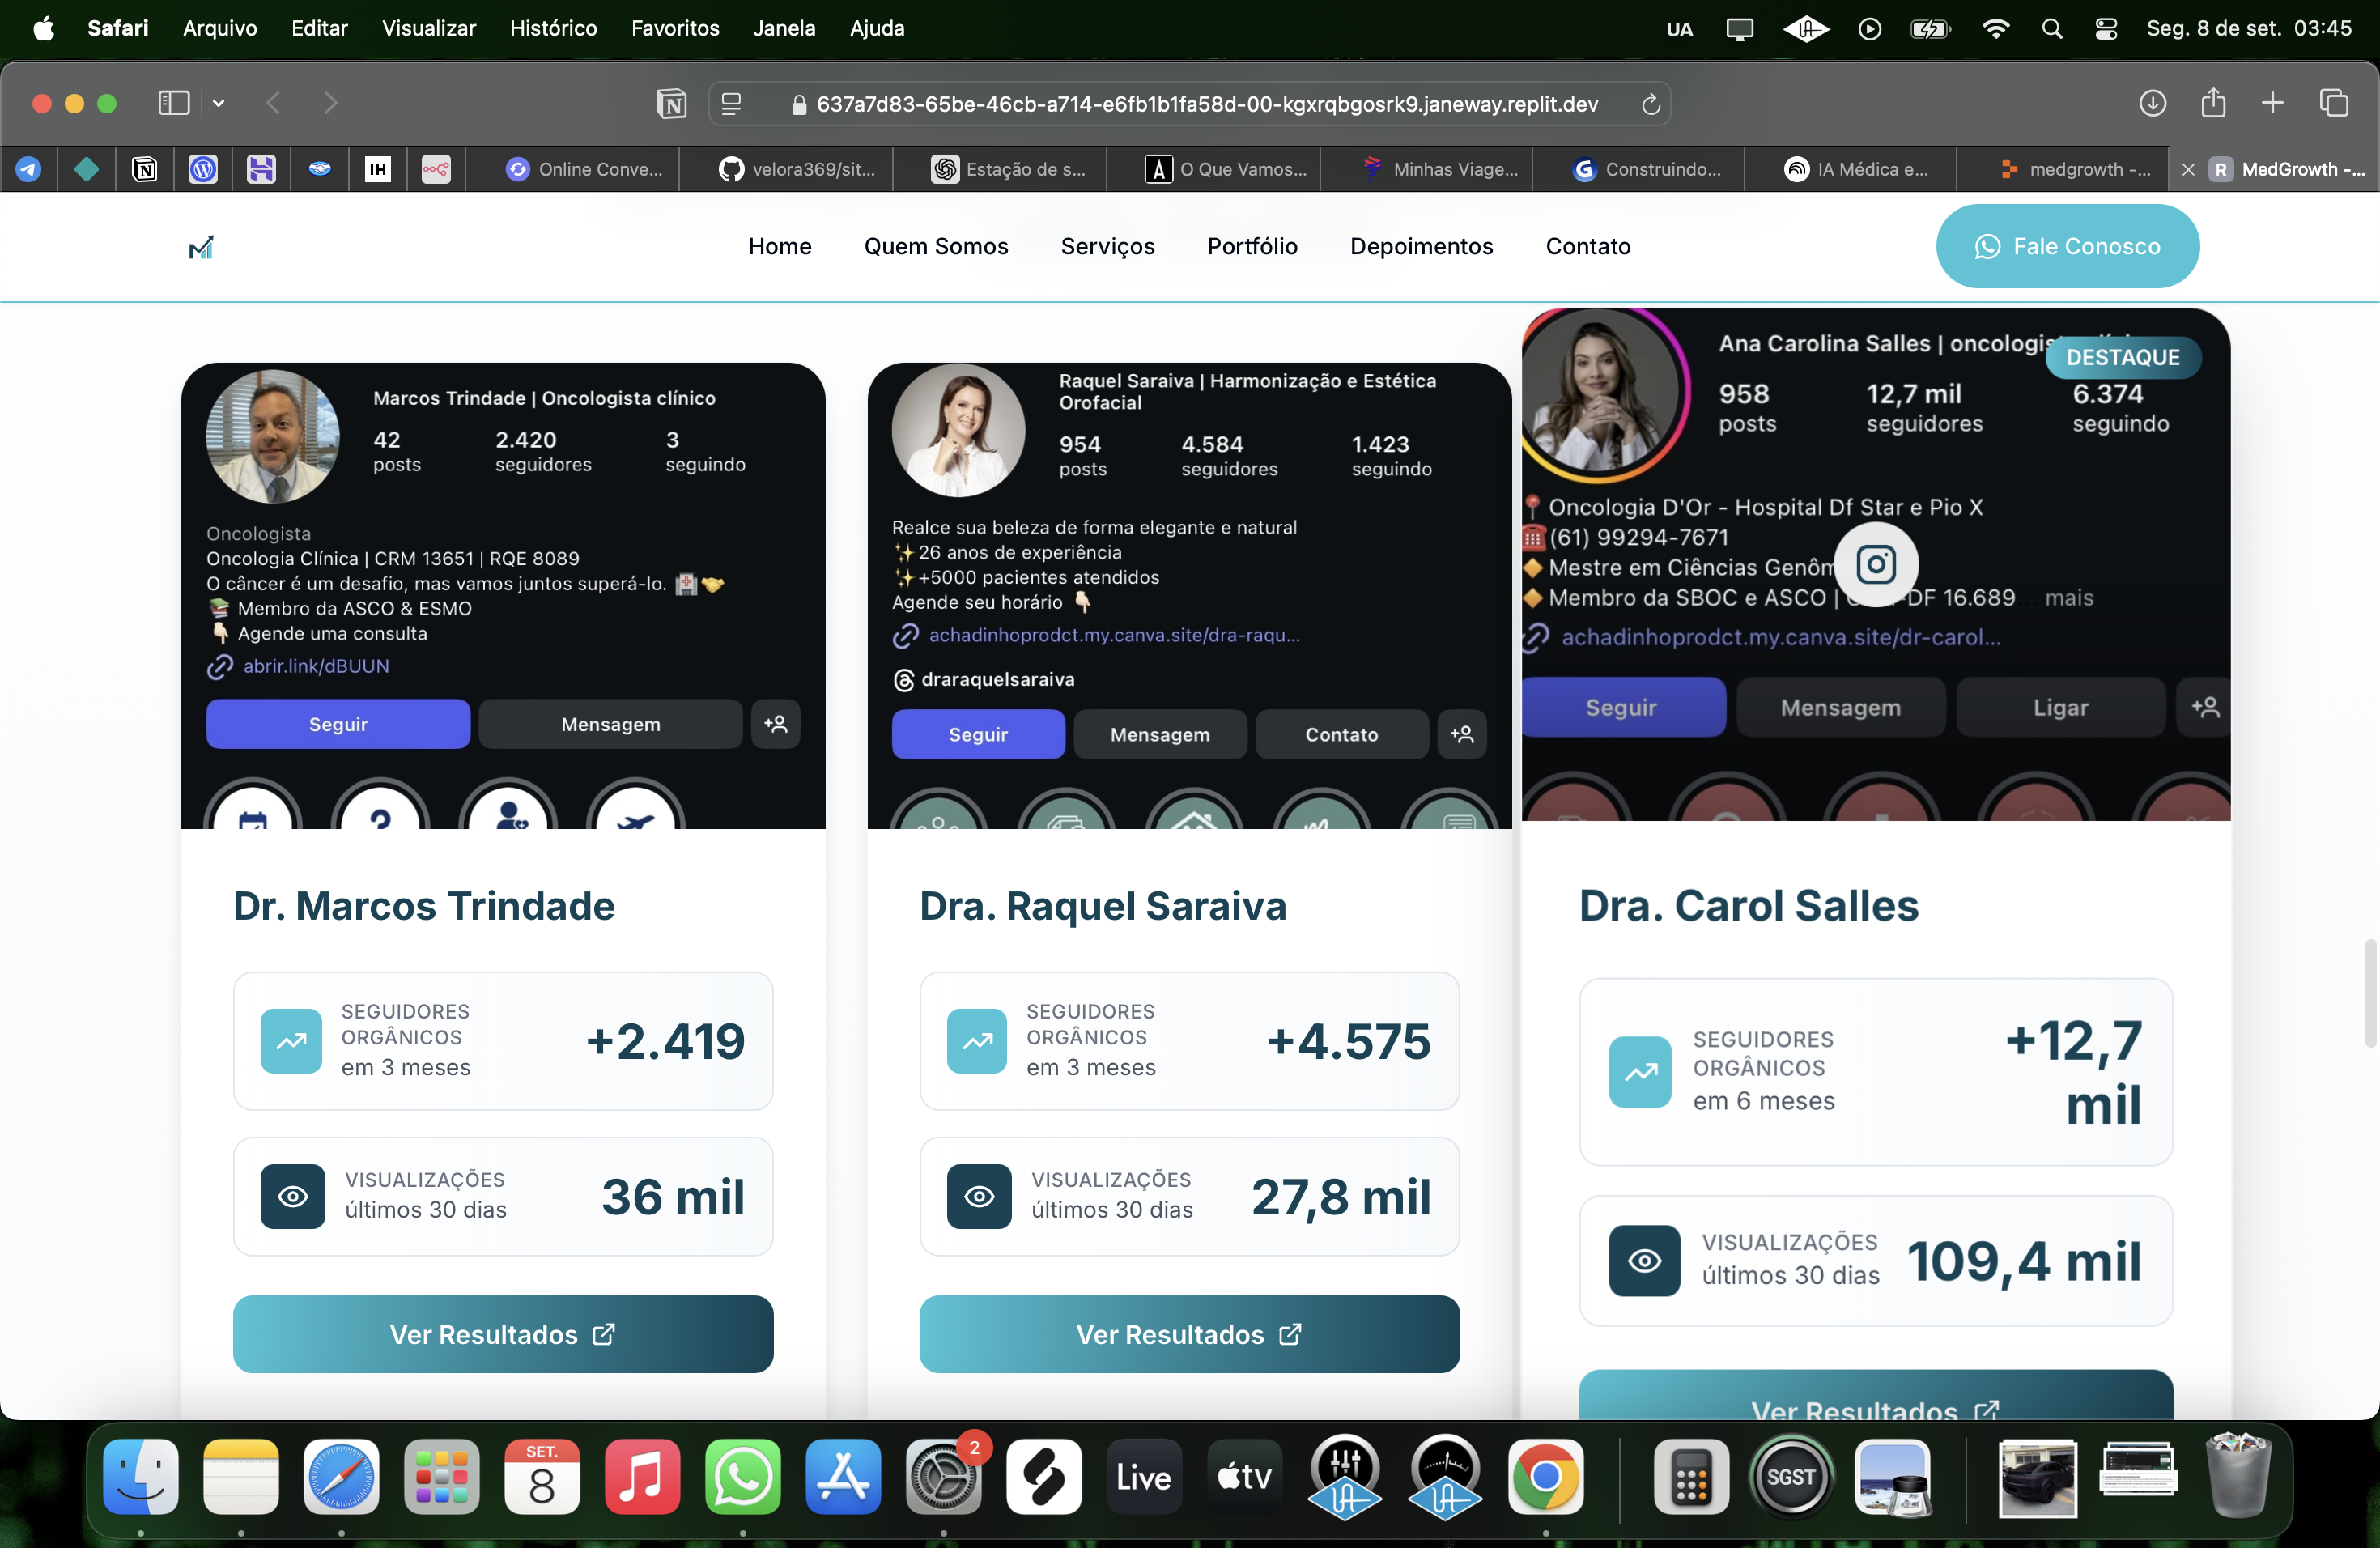 Safari Arquivo Editar Visualizar Histórico Favoritos Janela Ajuda UA Seg. 8 de set. 03:45
637a7d83-65be-46cb-a714-e6fb1b1fa58d-00-kgxrqbgosrk9.janeway.replit.dev
IH Online Conve... velora369/sit... Estação de s... A O Que Vamos... Minhas Viage... Construindo... IA Médica e... medgrowth -... R MedGrowth -...
Home Quem Somos Serviços Portfólio Depoimentos Contato Fale Conosco
Marcos Trindade | Oncologista clínico
42 2.420 3
posts seguidores seguindo
Oncologista
Oncologia Clínica | CRM 13651 | RQE 8089
O câncer é um desafio, mas vamos juntos superá-lo. 🏥🤝
📚 Membro da ASCO & ESMO
👇🏻 Agende uma consulta
abrir.link/dBUUN
Seguir Mensagem
Dr. Marcos Trindade
SEGUIDORES
ORGÂNICOS
em 3 meses
+2.419
VISUALIZAÇÕES
últimos 30 dias
36 mil
Ver Resultados
Raquel Saraiva | Harmonização e Estética
Orofacial
954 4.584 1.423
posts seguidores seguindo
Realce sua beleza de forma elegante e natural
✨26 anos de experiência
✨+5000 pacientes atendidos
Agende seu horário 👇🏻
achadinhoprodct.my.canva.site/dra-raqu...
draraquelsaraiva
Seguir Mensagem Contato
Dra. Raquel Saraiva
SEGUIDORES
ORGÂNICOS
em 3 meses
+4.575
VISUALIZAÇÕES
últimos 30 dias
27,8 mil
Ver Resultados
Ana Carolina Salles |
DESTAQUE
958 12,7 mil 6.374
posts seguidores seguindo
📍Oncologia D'Or - Hospital Df Star e Pio X
☎️(61) 99294-7671
🔸Mestre em Ciências
🔸Membro da SBOC e ASCO | DF 16.689... mais
achadinhoprodct.my.canva.site/dr-carol...
Seguir Mensagem Ligar
Dra. Carol Salles
SEGUIDORES
ORGÂNICOS
em 6 meses
+12,7
mil
VISUALIZAÇÕES
últimos 30 dias
109,4 mil
Ver Resultados
SET.
8
2
Live
tv
SGST